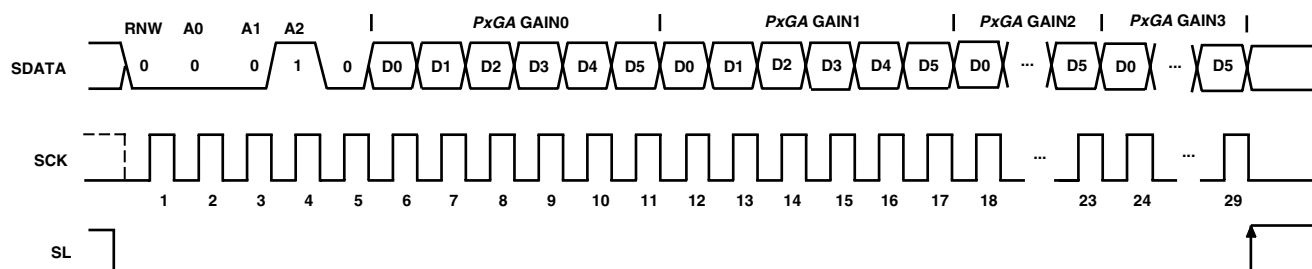 PxGA GAIN0 PxGA GAIN1 PxGA GAIN2 PxGA GAIN3
RNW A0 A1 A2
SDATA 0 0 0 1 0 D0 D1 D2 D3 D4 D5 D0 D1 D2 D3 D4 D5 D0 ... D5 D0 ... D5
SCK ... ...
1 2 3 4 5 6 7 8 9 10 11 12 13 14 15 16 17 18 23 24 29
SL